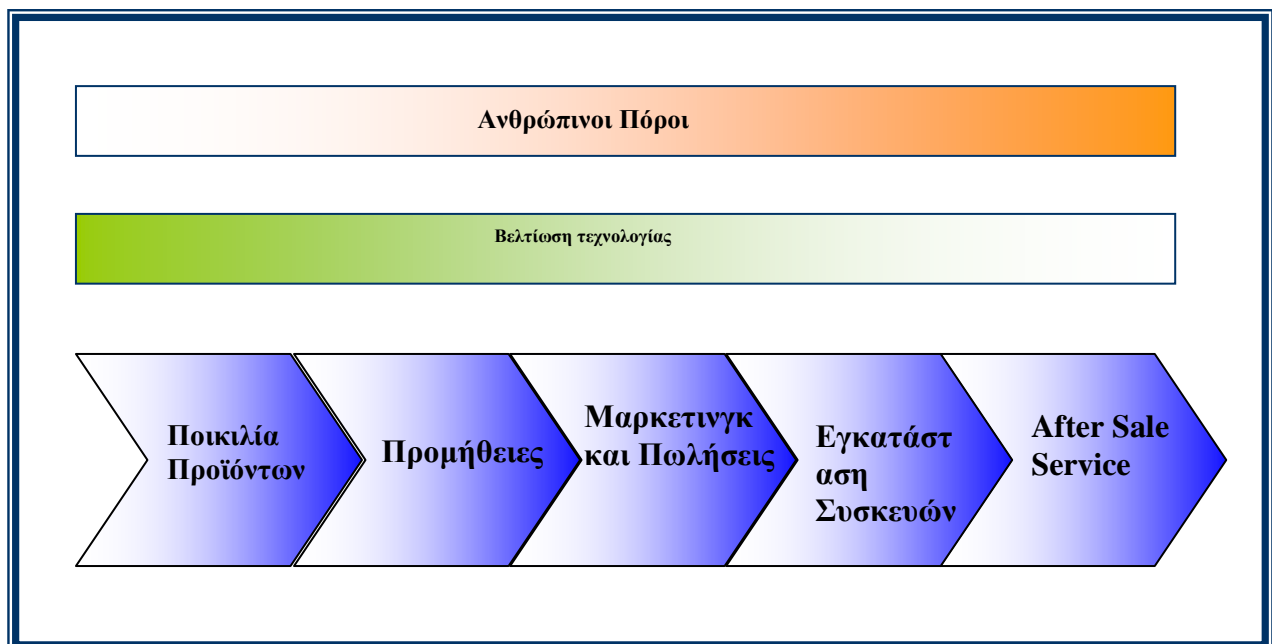 Ανθρώπινοι Πόροι
Βελτίωση τεχνολογίας
Ποικιλία
Προϊόντων
Προμήθειες
Μαρκετινγκ
και Πωλήσεις
Εγκατάστ
αση
Συσκευών
After Sale
Service